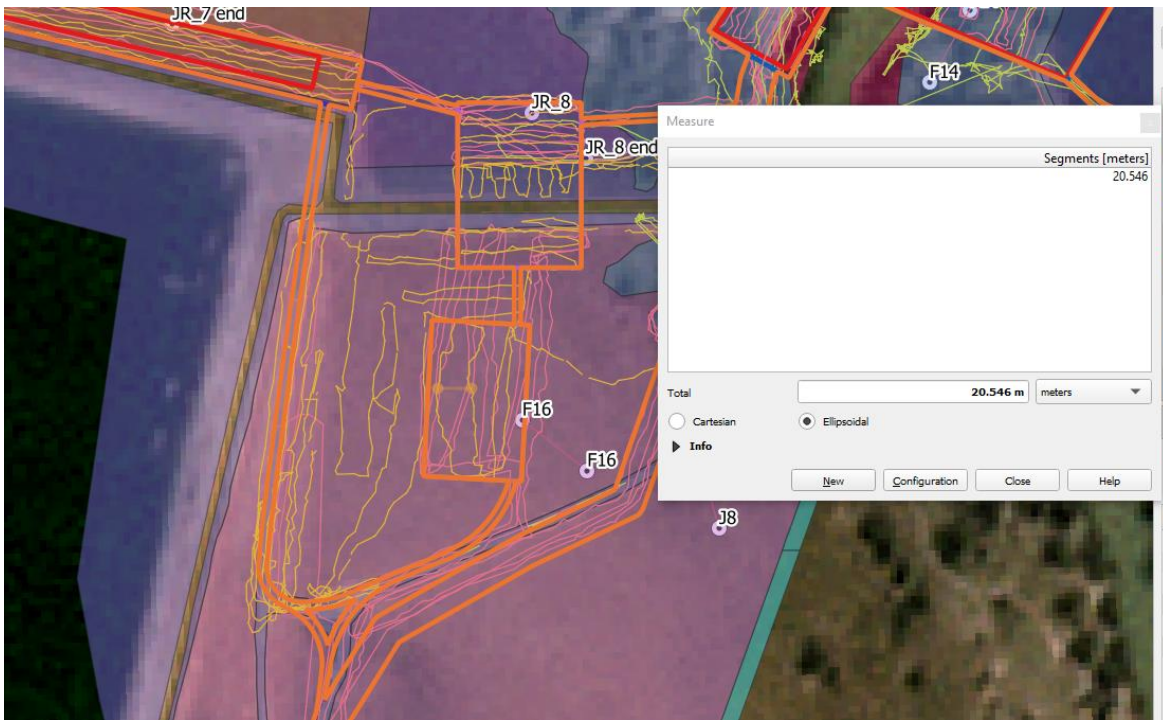 JR_7 end
F14
JR_8
JR_8 end
Measure
Segments [meters]
20.546
Total
20.546 m
meters
Cartesian
Ellipsoidal
Info
New
Configuration
Close
Help
F16
F16
J8